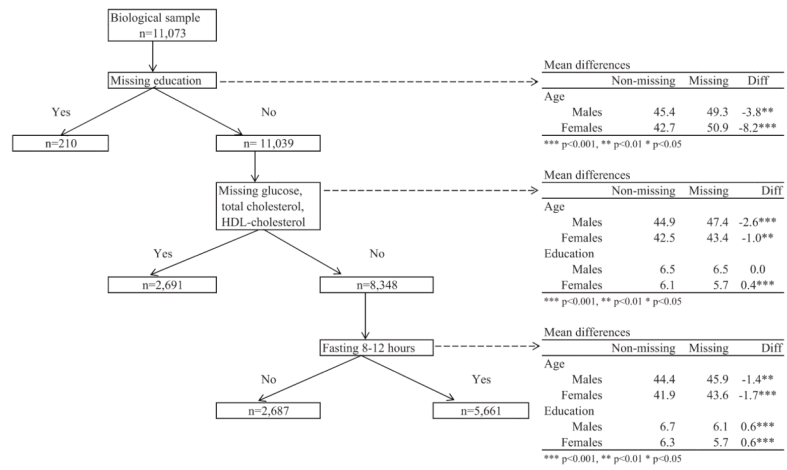 Biological sample
n=11,073
Missing education
Yes
No
n=210
n= 11,039
Mean differences
Non-missing Missing Diff
Age
Males 45.4 49.3 -3.8**
Females 42.7 50.9 -8.2***
*** p<0.001, ** p<0.01 * p<0.05
Missing glucose,
total cholesterol,
HDL-cholesterol
Yes
No
n=2,691
n=8,348
Mean differences
Non-missing Missing Diff
Age
Males 44.9 47.4 -2.6***
Females 42.5 43.4 -1.0**
Education
Males 6.5 6.5 0.0
Females 6.1 5.7 0.4***
*** p<0.001, ** p<0.01 * p<0.05
Fasting 8-12 hours
No
Yes
n=2,687
n=5,661
Mean differences
Non-missing Missing Diff
Age
Males 44.4 45.9 -1.4**
Females 41.9 43.6 -1.7***
Education
Males 6.7 6.1 0.6***
Females 6.3 5.7 0.6***
*** p<0.001, ** p<0.01 * p<0.05